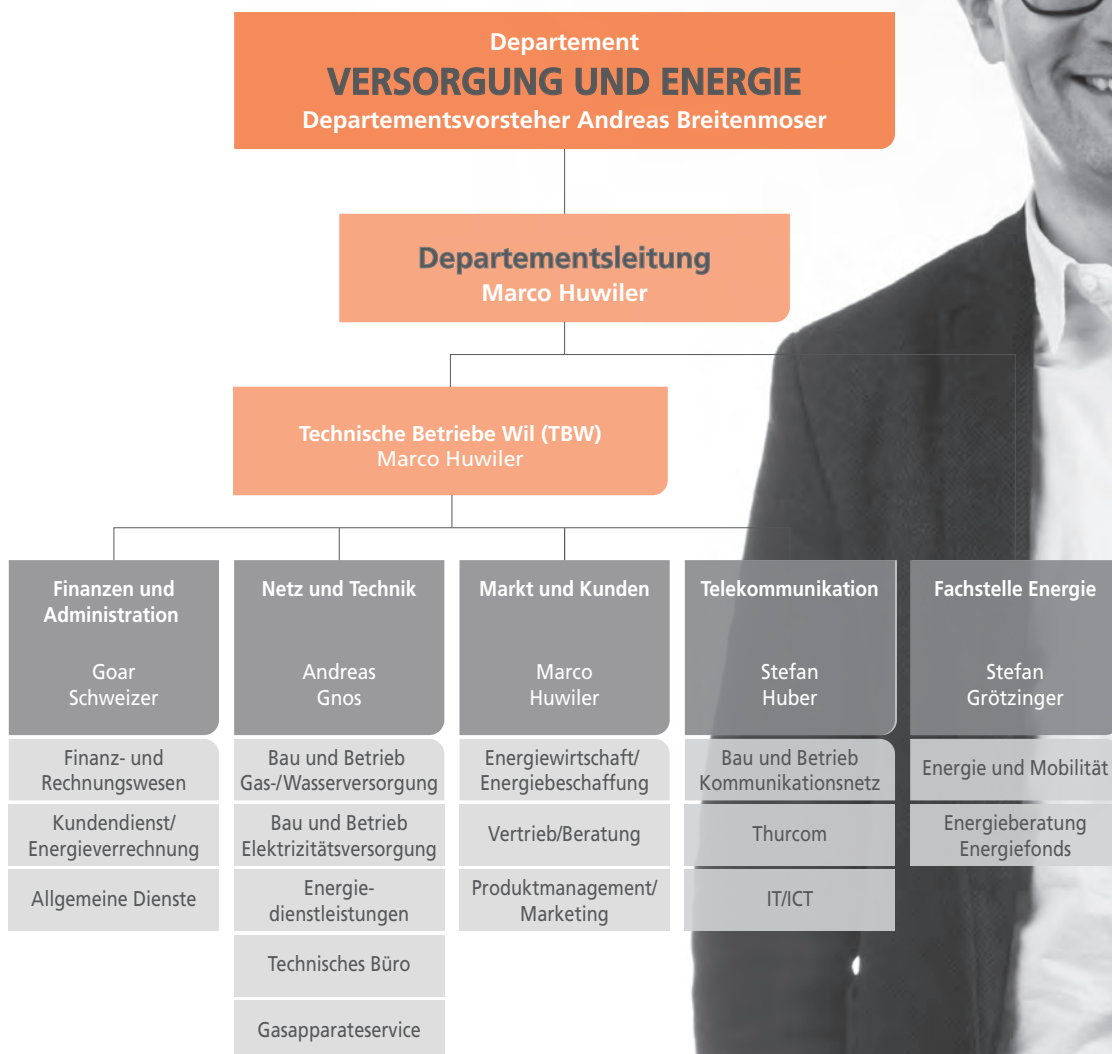 Departement
VERSORGUNG UND ENERGIE
Departementsvorsteher Andreas Breitenmoser
Departementsleitung
Marco Huwiler
Technische Betriebe Wil (TBW)
Marco Huwiler
Finanzen und
Administration
Goar
Schweizer
Finanz- und
Rechnungswesen
Kundendienst/
Energieverrechnung
Allgemeine Dienste
Netz und Technik
Andreas
Gnos
Bau und Betrieb
Gas-/Wasserversorgung
Bau und Betrieb
Elektrizitätsversorgung
Energie-
dienstleistungen
Technisches Büro
Gasapparateservice
Markt und Kunden
Marco
Huwiler
Energiewirtschaft/
Energiebeschaffung
Vertrieb/Beratung
Produktmanagement/
Marketing
Telekommunikation
Stefan
Huber
Bau und Betrieb
Kommunikationsnetz
Thurcom
IT/ICT
Fachstelle Energie
Stefan
Grötzinger
Energie und Mobilität
Energieberatung
Energiefonds